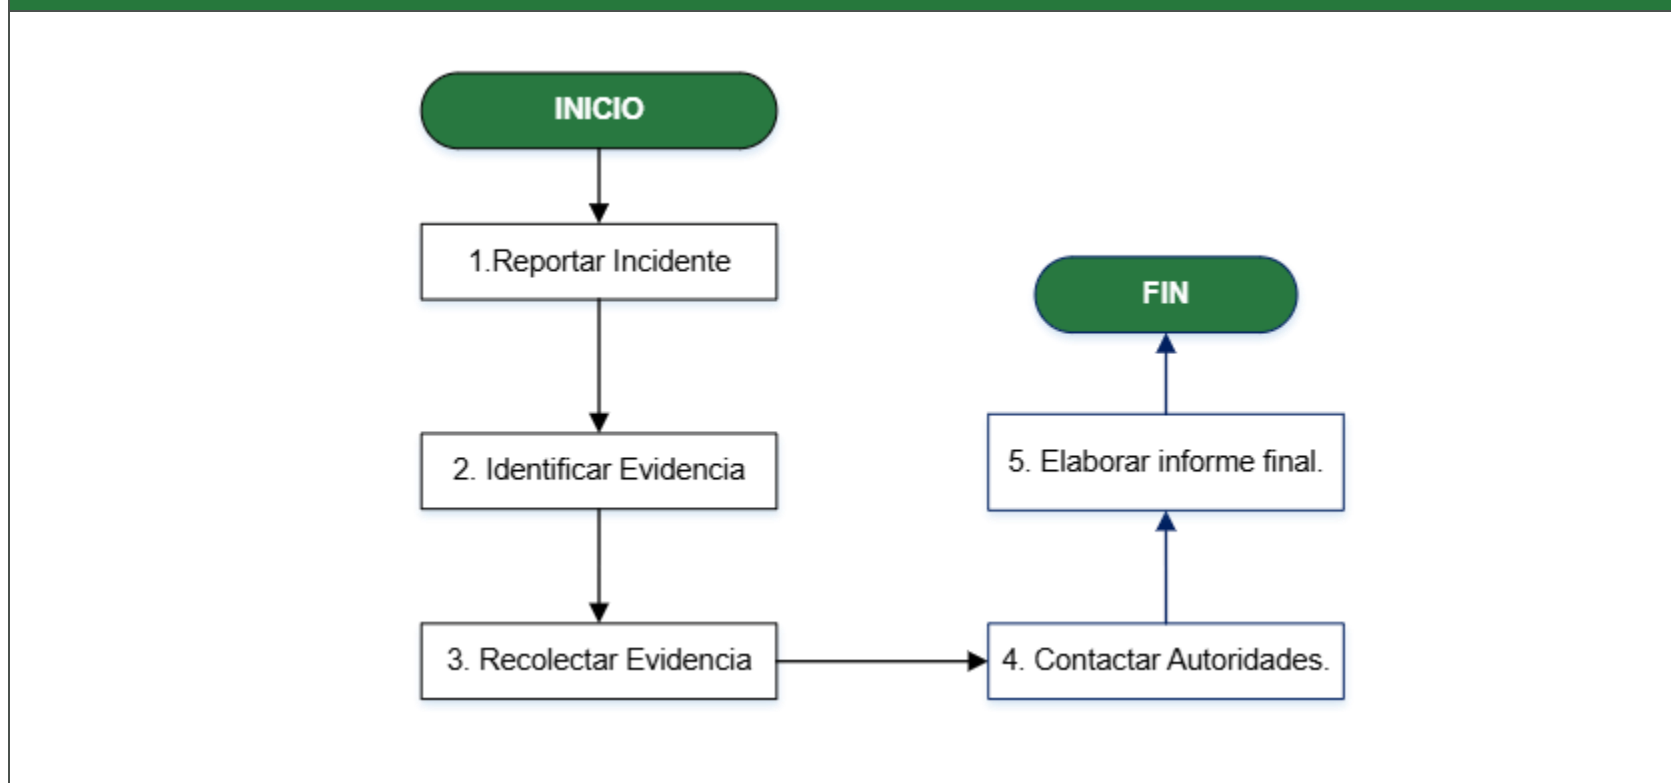 INICIO
1.Reportar Incidente
2. Identificar Evidencia
3. Recolectar Evidencia
4. Contactar Autoridades.
5. Elaborar informe final.
FIN